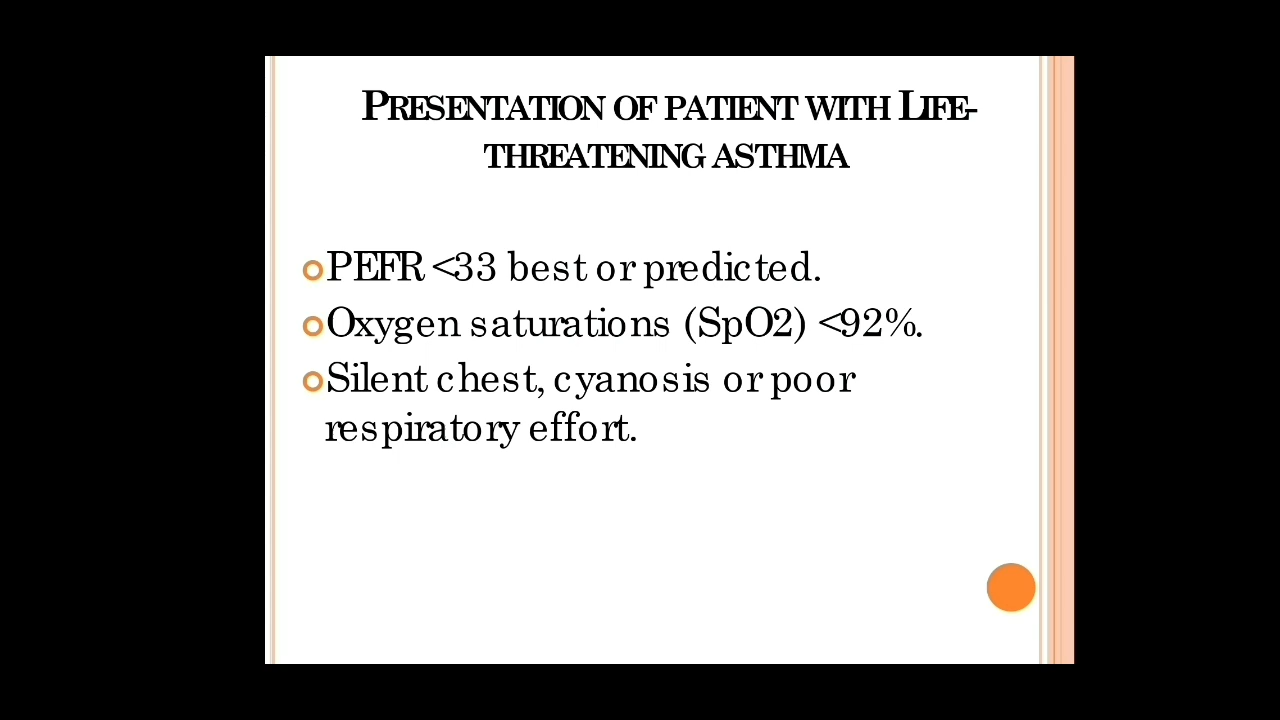 PRESENTATION OF PATIENT WITH LIFE-
THREATENING ASTHMA
PEFR <33 best or predicted.
Oxygen saturations (SpO2) <92%.
Silent chest, cyanosis or poor
respiratory effort.